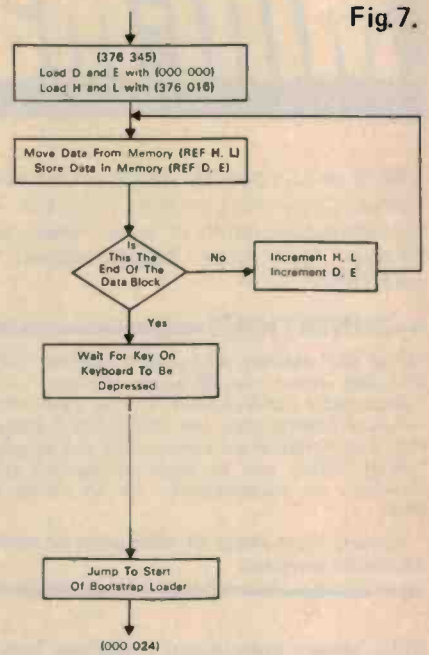 Fig.7.
(376 345)
Load D and E with (000 000)
Load H and L with (376 016)
Move Data From Memory (REF H, L)
Store Data in Memory (REF D, E)
Is
This The
End Of The
Data Block
No
Increment H, L
Increment D, E
Yes
Wait For Key On
Keyboard To Be
Depressed
Jump To Start
Of Bootstrap Loader
(000 024)